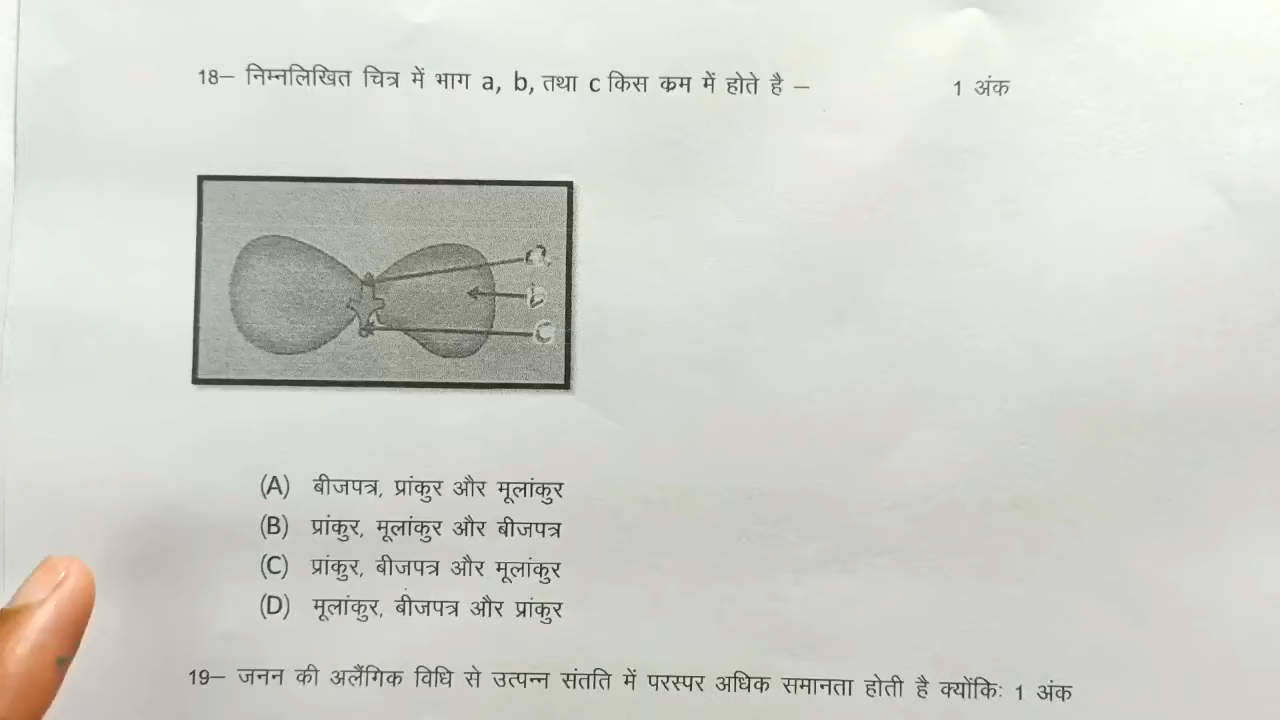 18– निम्नलिखित चित्र में भाग a, b, तथा c किस कम में होते है – 1 अंक
a
b
c
(A) बीजपत्र, प्रांकुर और मूलांकुर
(B) प्रांकुर, मूलांकुर और बीजपत्र
(C) प्रांकुर, बीजपत्र और मूलांकुर
(D) मूलांकुर, बीजपत्र और प्रांकुर
19– जनन की अलैंगिक विधि से उत्पन्न संतति में परस्पर अधिक समानता होती है क्योंकिः 1 अंक